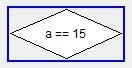 a == 15